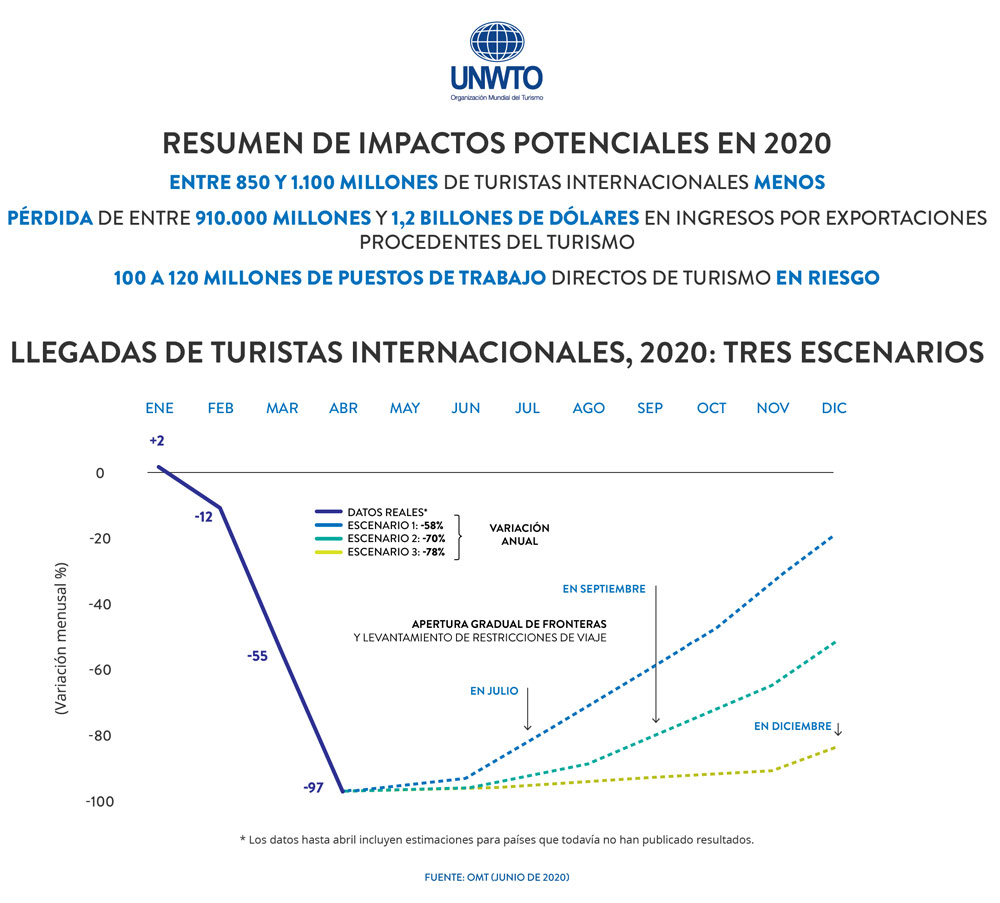 UNWTO
Organización Mundial del Turismo
RESUMEN DE IMPACTOS POTENCIALES EN 2020
ENTRE 850 Y 1.100 MILLONES DE TURISTAS INTERNACIONALES MENOS
PÉRDIDA DE ENTRE 910.000 MILLONES Y 1,2 BILLONES DE DÓLARES EN INGRESOS POR EXPORTACIONES
PROCEDENTES DEL TURISMO
100 A 120 MILLONES DE PUESTOS DE TRABAJO DIRECTOS DE TURISMO EN RIESGO
LLEGADAS DE TURISTAS INTERNACIONALES, 2020: TRES ESCENARIOS
ENE FEB MAR ABR MAY JUN JUL AGO SEP OCT NOV DIC
+2
0
-12
DATOS REALES*
ESCENARIO 1: -58%
ESCENARIO 2: -70%
ESCENARIO 3: -78%
VARIACIÓN
ANUAL
-20
EN SEPTIEMBRE
-40
APERTURA GRADUAL DE FRONTERAS
Y LEVANTAMIENTO DE RESTRICCIONES DE VIAJE
(Variación menusal %)
-55
-60
EN JULIO
EN DICIEMBRE
-80
-97
-100
* Los datos hasta abril incluyen estimaciones para países que todavía no han publicado resultados.
FUENTE: OMT (JUNIO DE 2020)